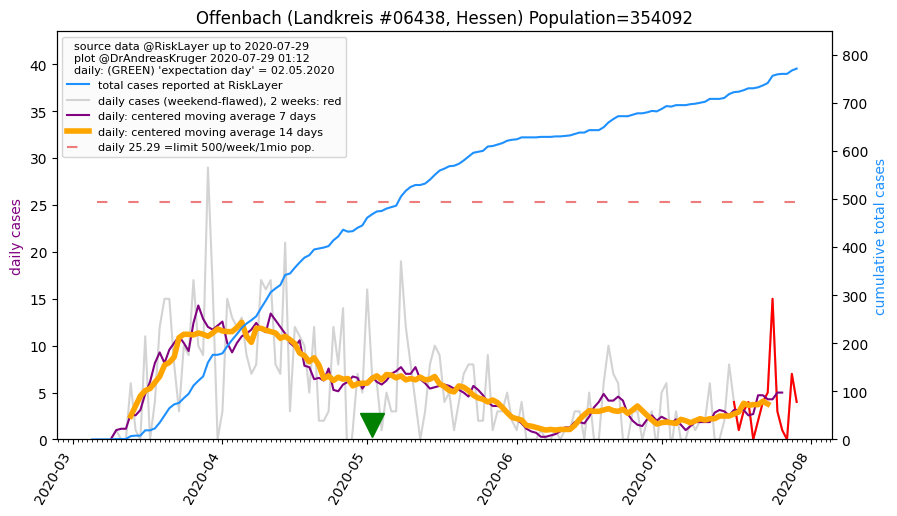 Offenbach (Landkreis #06438, Hessen) Population=354092
source data @RiskLayer up to 2020-07-29
plot @DrAndreasKruger 2020-07-29 01:12
daily: (GREEN) 'expectation day' = 02.05.2020
total cases reported at RiskLayer
daily cases (weekend-flawed), 2 weeks: red
daily: centered moving average 7 days
daily: centered moving average 14 days
daily 25.29 =limit 500/week/1mio pop.
daily cases
40
35
30
25
20
15
10
5
0
cumulative total cases
800
700
600
500
400
300
200
100
0
2020-03
2020-04
2020-05
2020-06
2020-07
2020-08